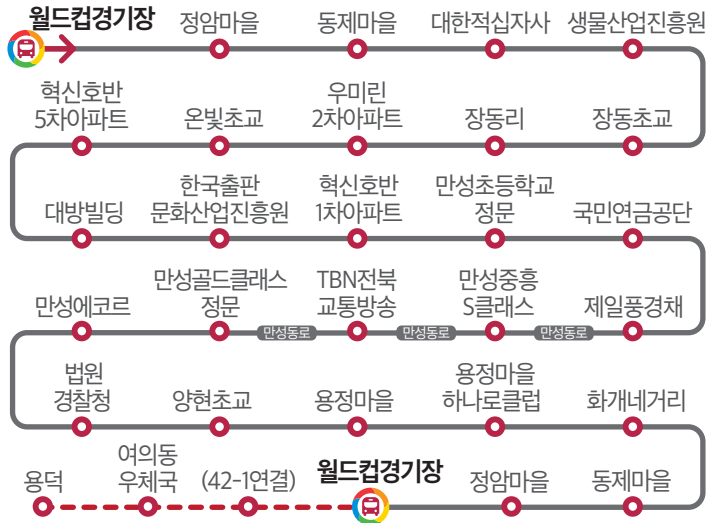 월드컵경기장 정암마을 동제마을 대한적십자사 생물산업진흥원
혁신호반
5차아파트
온빛초교
우미린
2차아파트
장동리
장동초교
대방빌딩
한국출판
문화산업진흥원
혁신호반
1차아파트
만성초등학교
정문
국민연금공단
만성에코르
만성골드클래스
정문
TBN전북
교통방송
만성중흥
S클래스
제일풍경채
만성동로 만성동로 만성동로
법원
경찰청
양현초교
용정마을
용정마을
하나로클럽
화개네거리
용덕
여의동
우체국
(42-1연결)
월드컵경기장
정암마을
동제마을